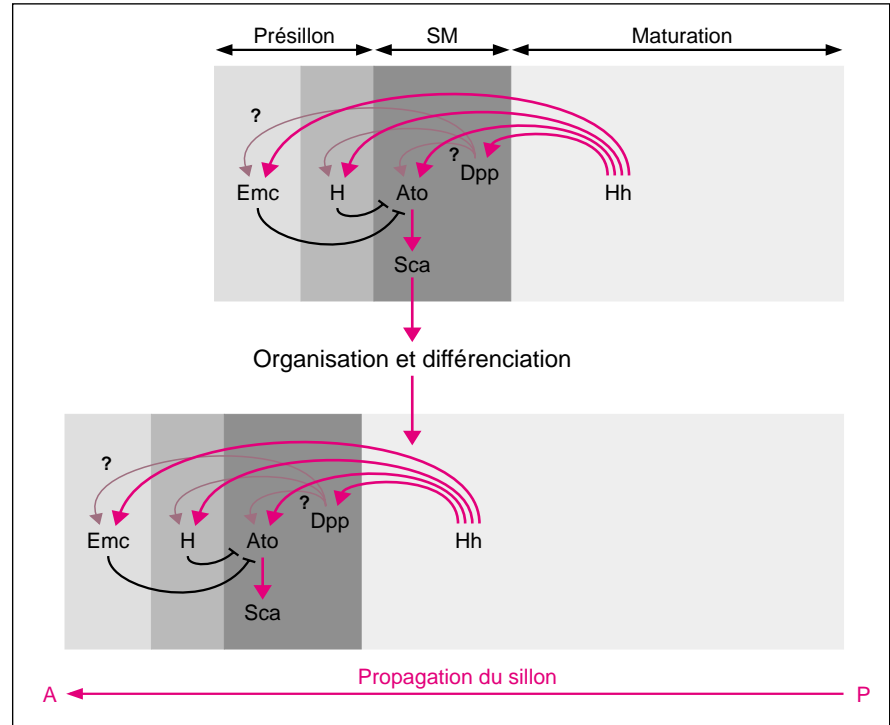 Présillon SM Maturation
?
? Dpp
Emc H Ato Hh
Sca
Organisation et différenciation
?
? Dpp
Emc H Ato Hh
Sca
Propagation du sillon
A P